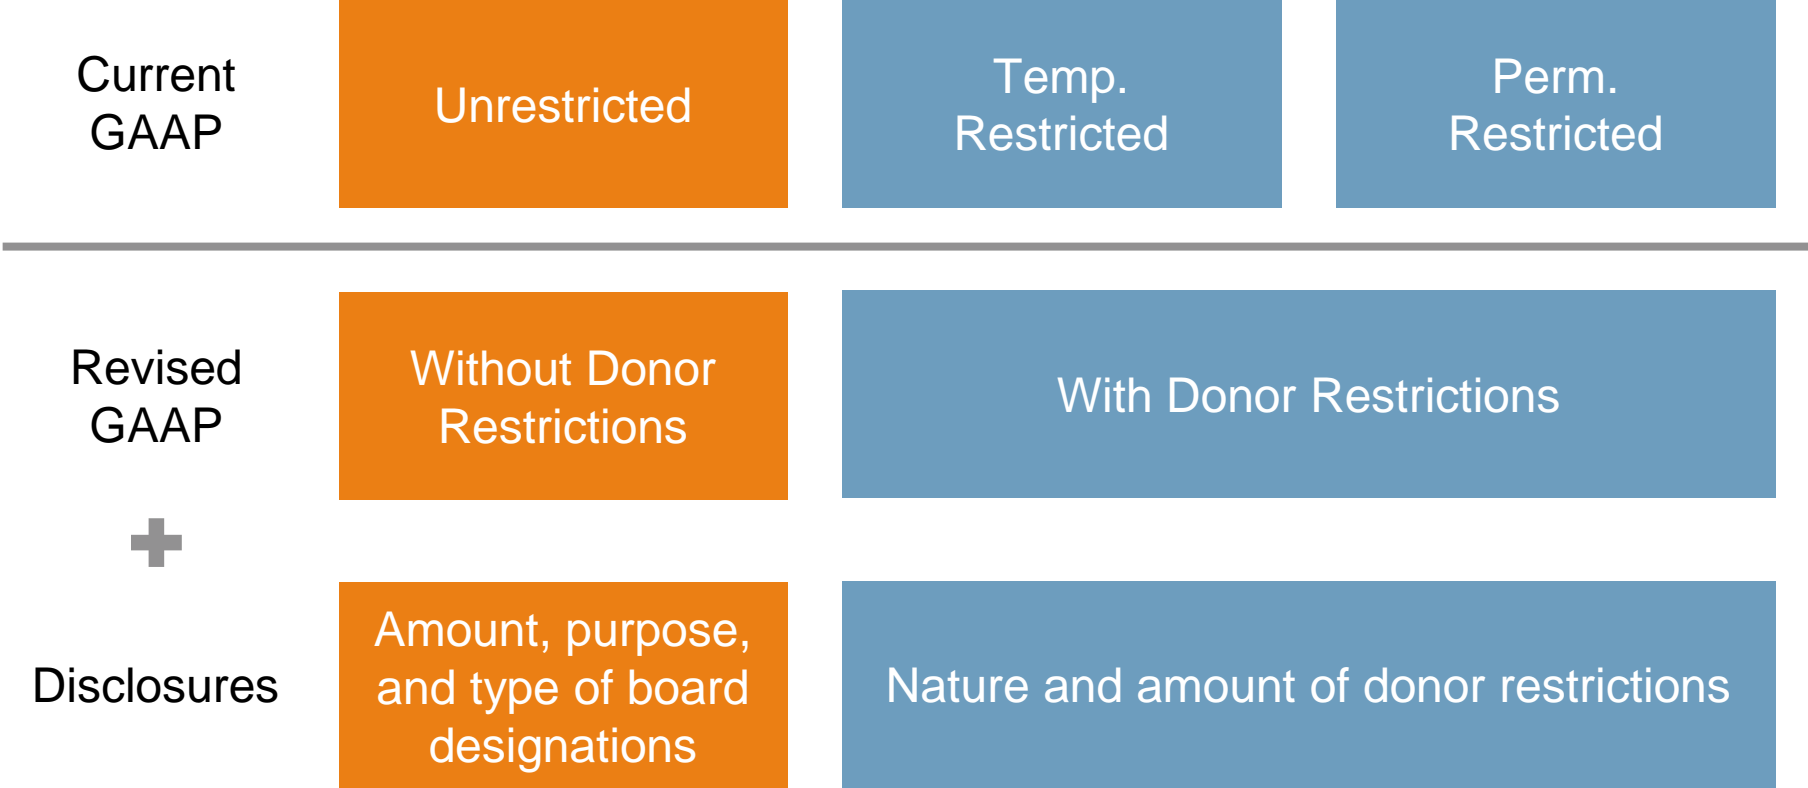 Current
GAAP
Unrestricted
Temp.
Restricted
Perm.
Restricted
Revised
GAAP
Without Donor
Restrictions
With Donor Restrictions
Disclosures
Amount, purpose,
and type of board
designations
Nature and amount of donor restrictions